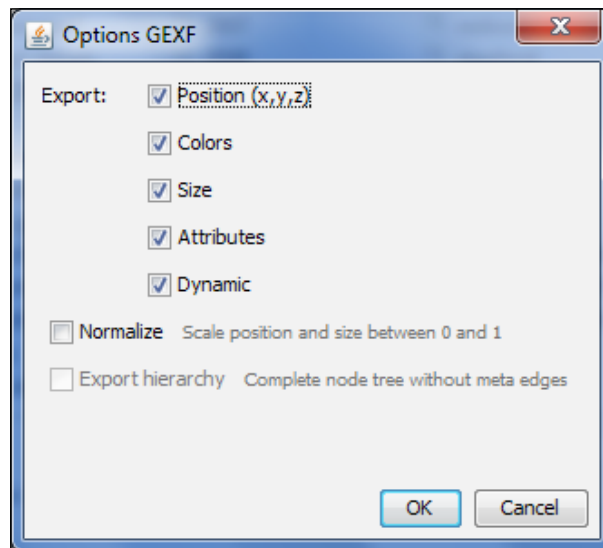 Options GEXF
Export: Position (x,y,z)
Colors
Size
Attributes
Dynamic
Normalize Scale position and size between 0 and 1
Export hierarchy Complete node tree without meta edges
OK Cancel